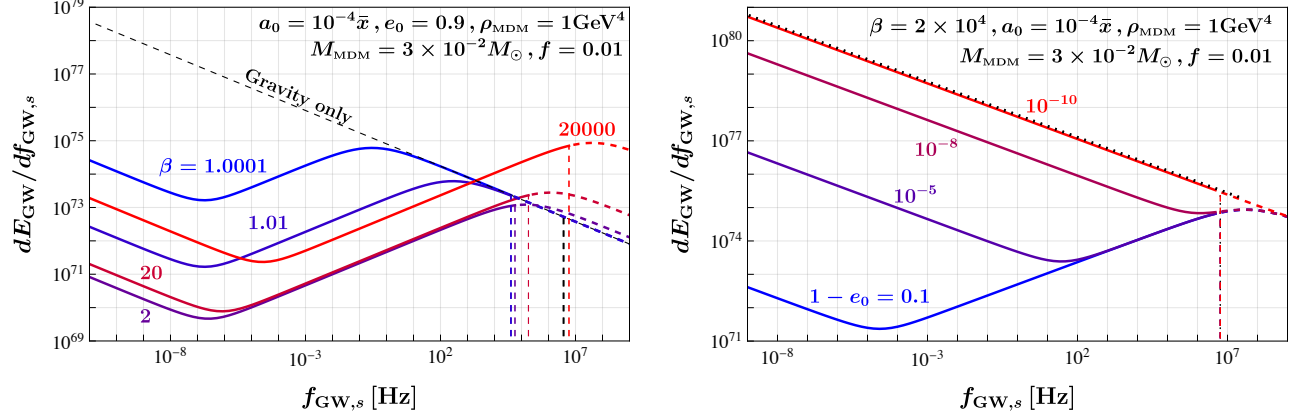 10^79
10^77
10^75
10^73
10^71
10^69
dE_GW/df_GW,s
a_0 = 10^-4 x̄ , e_0 = 0.9 , ρ_MDM = 1GeV^4
M_MDM = 3 × 10^-2 M_⊙ , f = 0.01
Gravity only
β = 1.0001
20000
1.01
20
2
10^-8
10^-3
10^2
10^7
f_GW,s [Hz]
10^80
10^77
10^74
10^71
dE_GW/df_GW,s
β = 2 × 10^4 , a_0 = 10^-4 x̄ , ρ_MDM = 1GeV^4
M_MDM = 3 × 10^-2 M_⊙ , f = 0.01
10^-10
10^-8
10^-5
1 − e_0 = 0.1
10^-8
10^-3
10^2
10^7
f_GW,s [Hz]